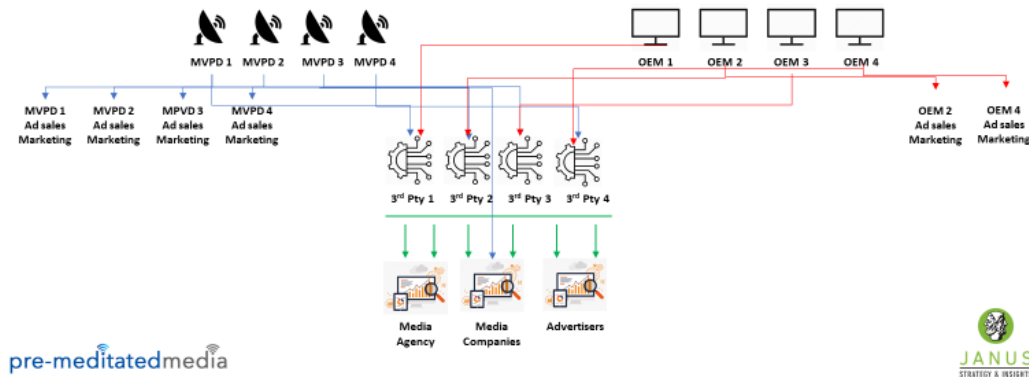 MVPD 1 MVPD 2 MVPD 3 MVPD 4
OEM 1 OEM 2 OEM 3 OEM 4
MVPD 1
Ad sales
Marketing
MVPD 2
Ad sales
Marketing
MPVD 3
Ad sales
Marketing
MVPD 4
Ad sales
Marketing
OEM 2
Ad sales
Marketing
OEM 4
Ad sales
Marketing
3rd Pty 1 3rd Pty 2 3rd Pty 3 3rd Pty 4
Media
Agency
Media
Companies
Advertisers
pre-meditatedmedia
JANUS
STRATEGY & INSIGHTS